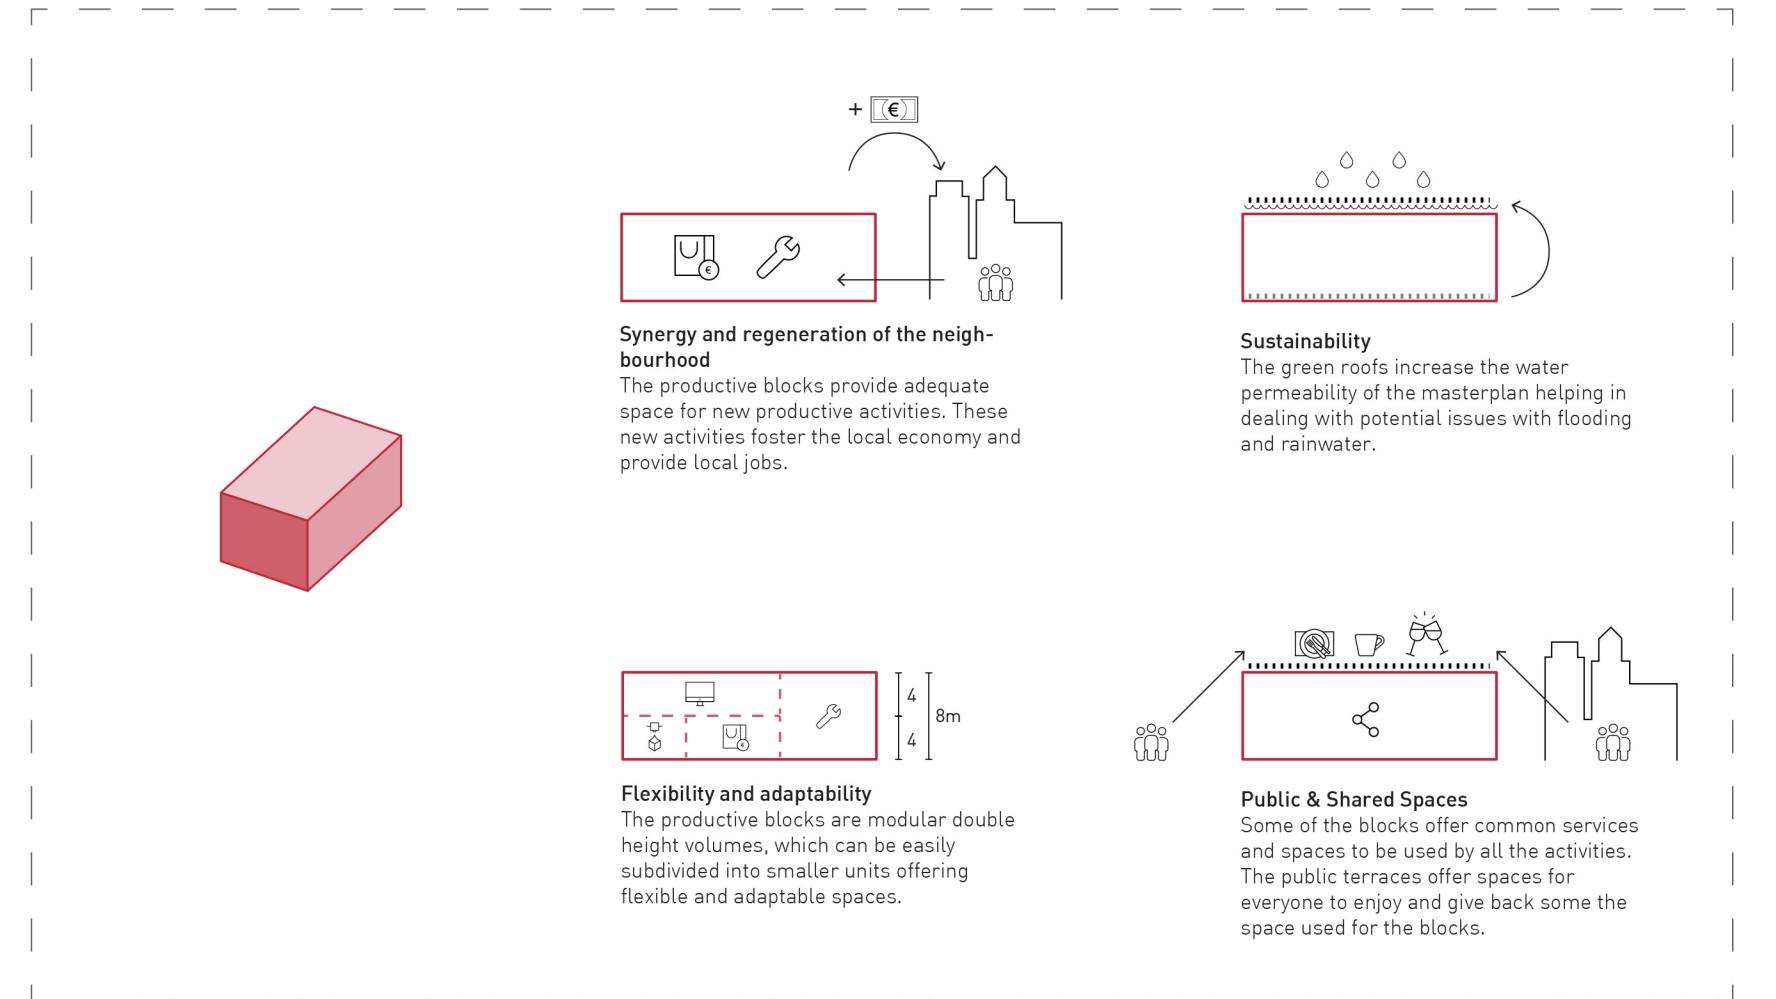 + €
€
Synergy and regeneration of the neigh-
bourhood
The productive blocks provide adequate
space for new productive activities. These
new activities foster the local economy and
provide local jobs.
Sustainability
The green roofs increase the water
permeability of the masterplan helping in
dealing with potential issues with flooding
and rainwater.
4
8m
4
€
Flexibility and adaptability
The productive blocks are modular double
height volumes, which can be easily
subdivided into smaller units offering
flexible and adaptable spaces.
Public & Shared Spaces
Some of the blocks offer common services
and spaces to be used by all the activities.
The public terraces offer spaces for
everyone to enjoy and give back some the
space used for the blocks.